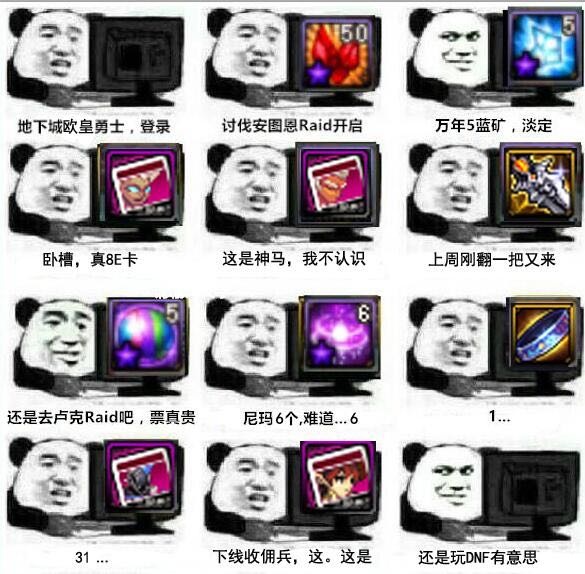 50
5
地下城欧皇勇士，登录
讨伐安图恩Raid开启
万年5蓝矿，淡定
卧槽，真8E卡
这是神马，我不认识
上周刚翻一把又来
5
6
还是去卢克Raid吧，票真贵
尼玛6个,难道...6
1...
31 ...
下线收佣兵，这。这是
还是玩DNF有意思